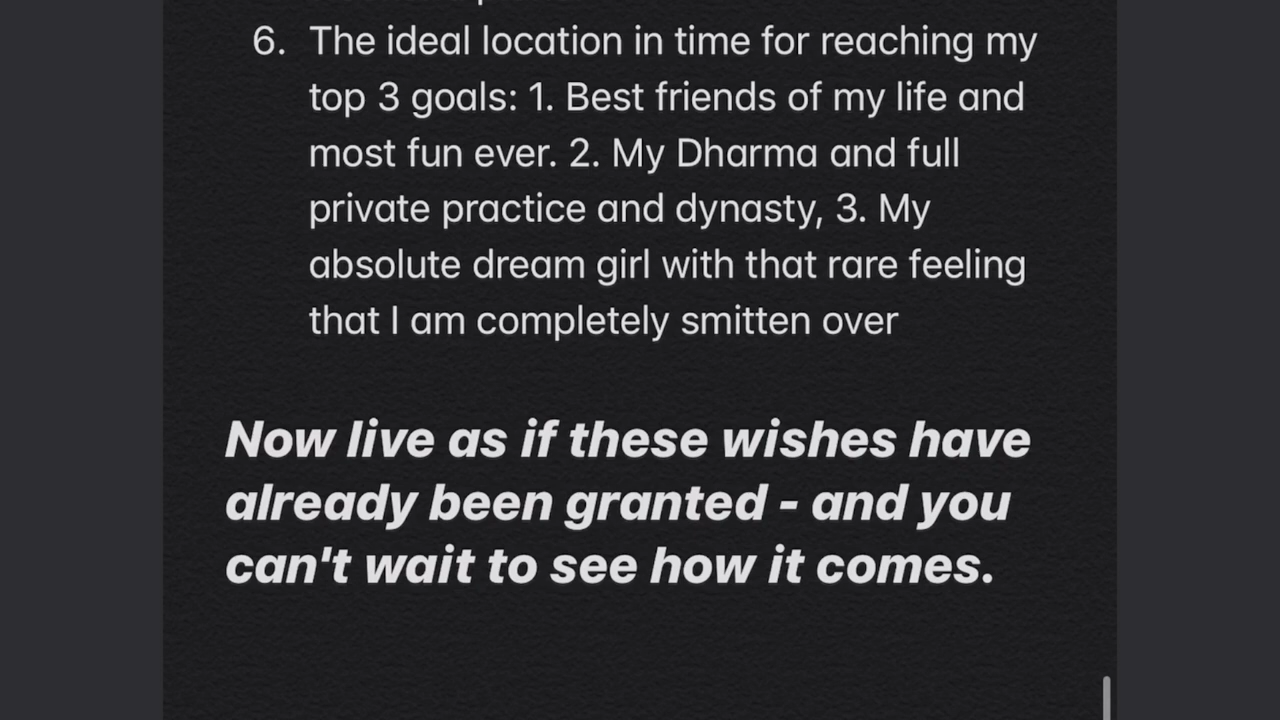 6. The ideal location in time for reaching my
top 3 goals: 1. Best friends of my life and
most fun ever. 2. My Dharma and full
private practice and dynasty, 3. My
absolute dream girl with that rare feeling
that I am completely smitten over
Now live as if these wishes have
already been granted - and you
can't wait to see how it comes.